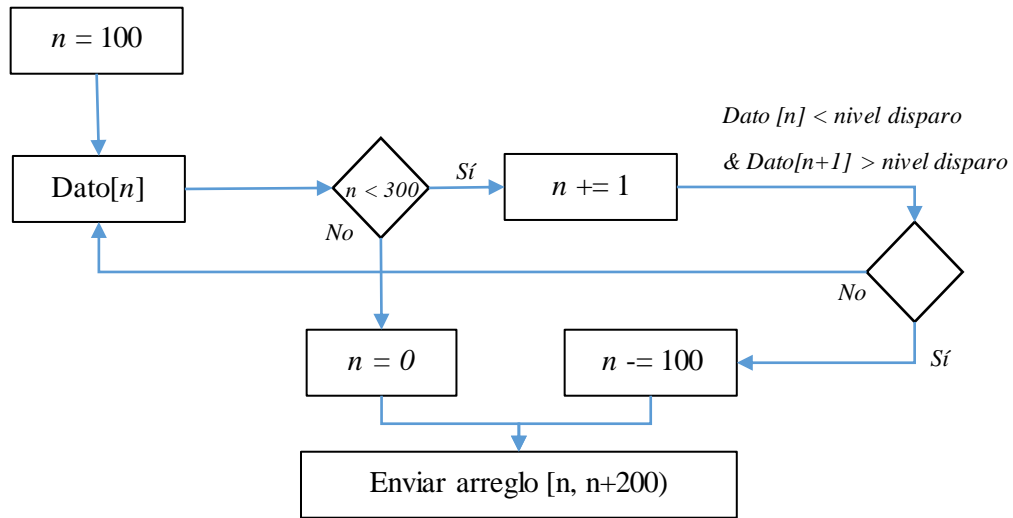 n = 100
Dato [n] < nivel disparo
& Dato[n+1] > nivel disparo
Dato[n]
n < 300
Sí
n += 1
No
No
n = 0
n -= 100
Sí
Enviar arreglo [n, n+200)